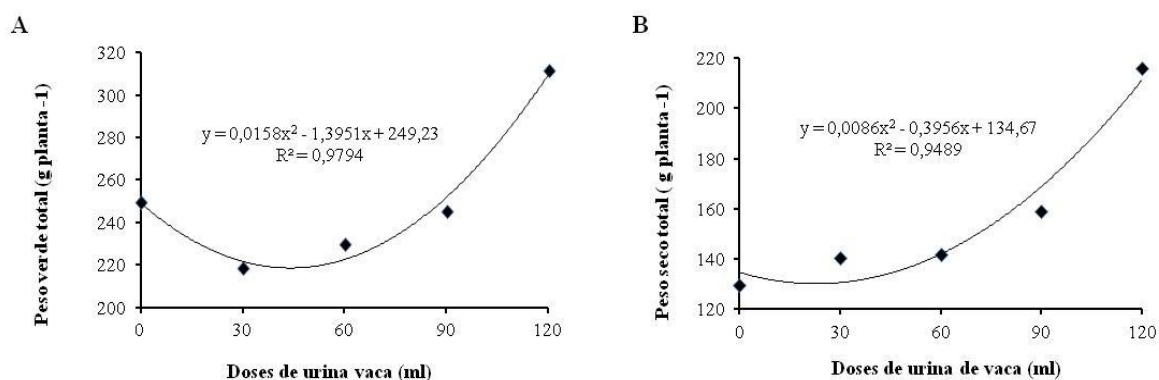 A
Peso verde total (g planta -1)
320
300
280
260
240
220
200
y = 0,0158x² - 1,3951x + 249,23
R² = 0,9794
0 30 60 90 120
Doses de urina vaca (ml)
B
Peso seco total ( g planta -1)
220
200
180
160
140
120
y = 0,0086x² - 0,3956x + 134,67
R² = 0,9489
0 30 60 90 120
Doses de urina de vaca (ml)